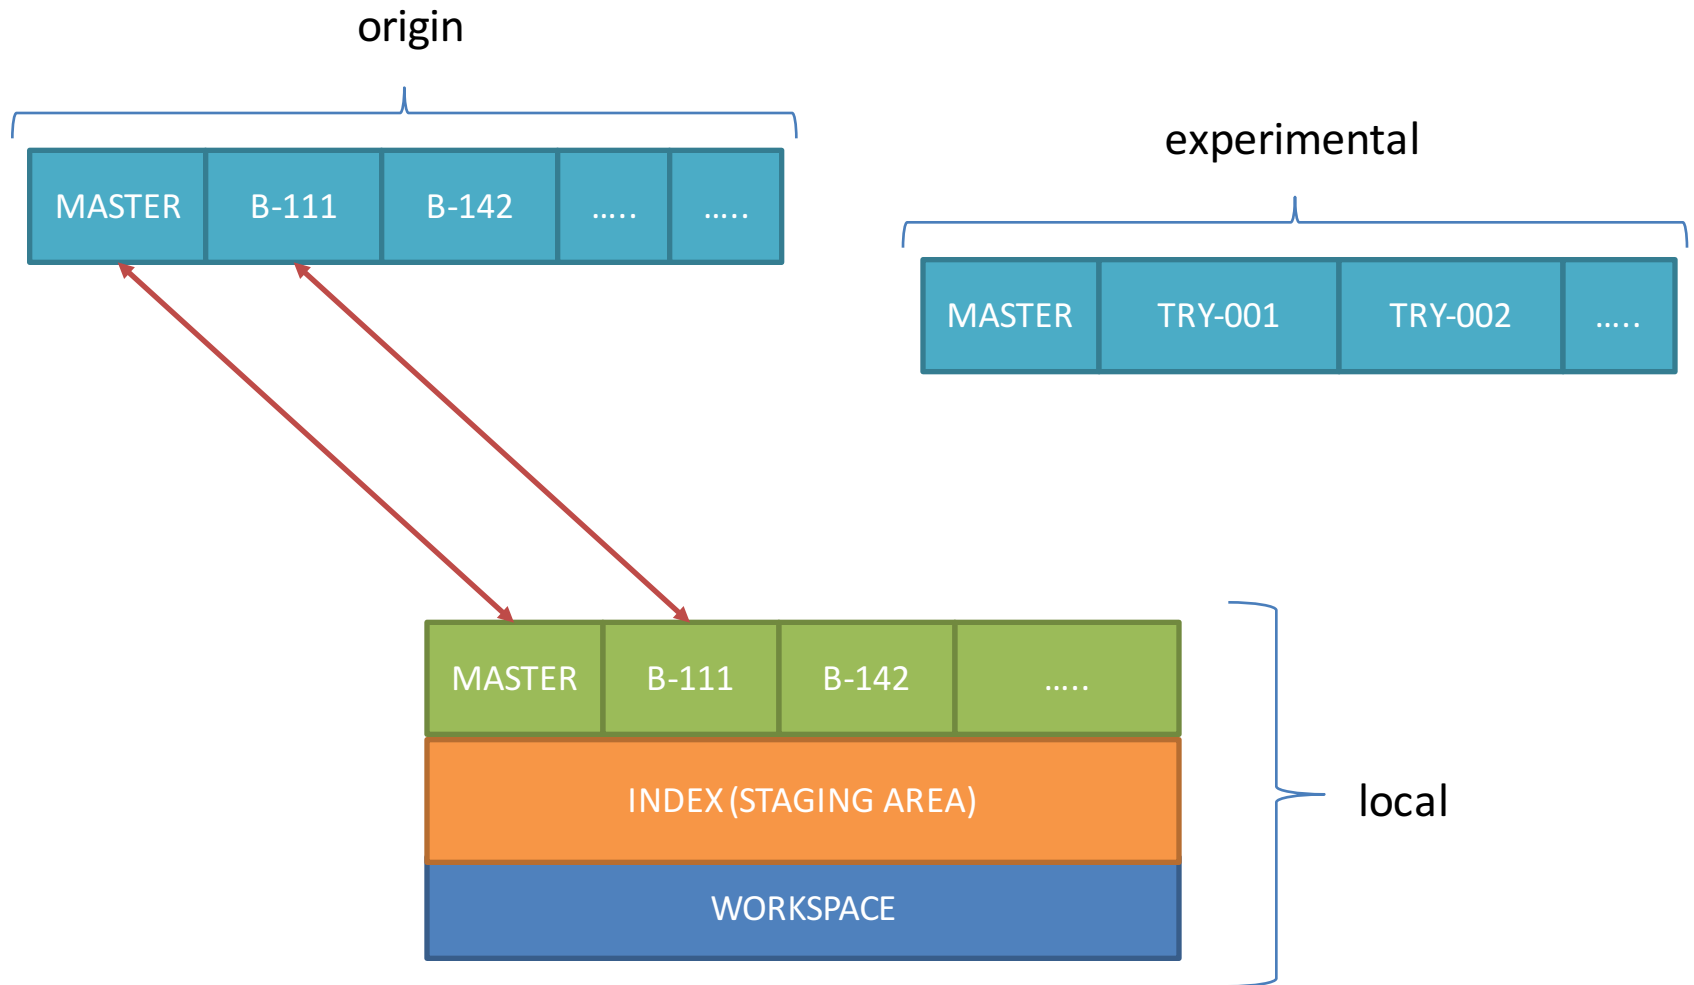 origin
MASTER B-111 B-142 ..... .....
experimental
MASTER TRY-001 TRY-002 .....
MASTER B-111 B-142 .....
INDEX (STAGING AREA)
local
WORKSPACE